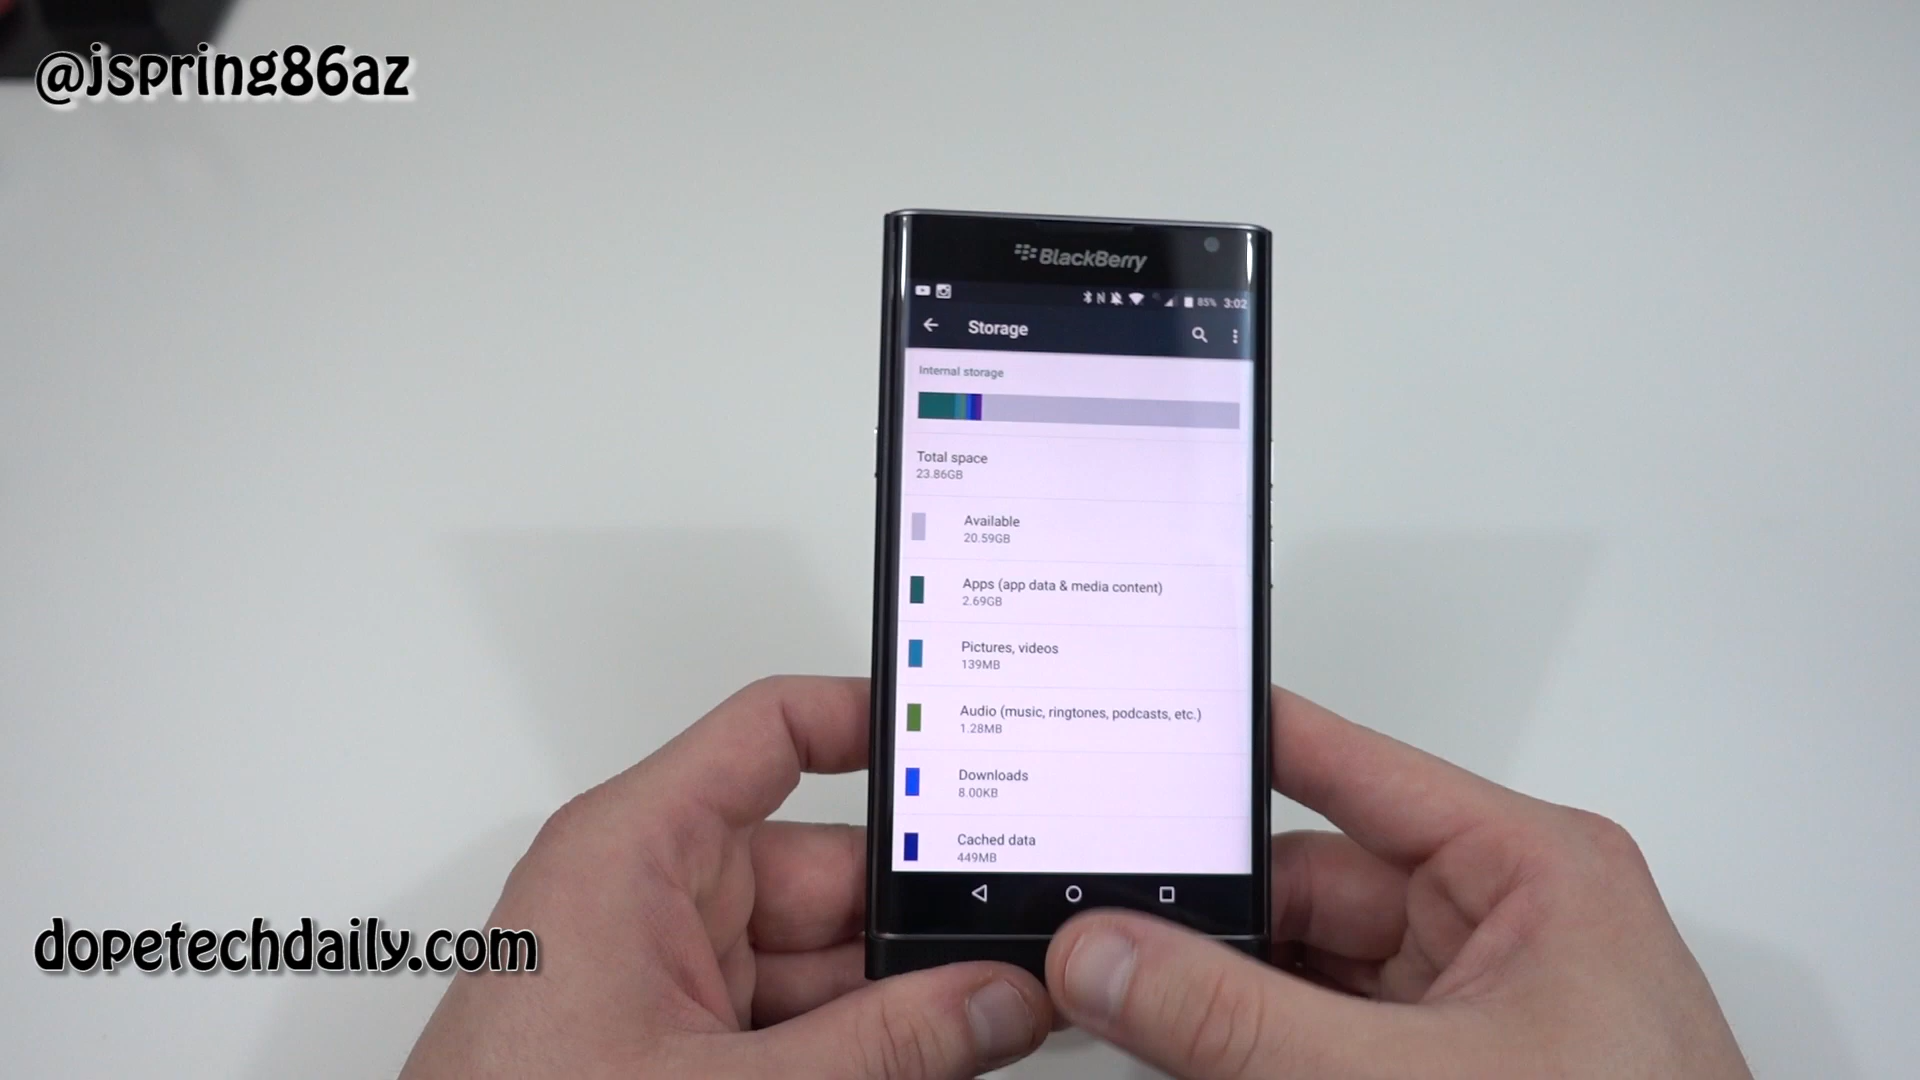 @jspring86az
BlackBerry
85% 3:02
Storage
Internal storage
Total space
23.86GB
Available
20.59GB
Apps (app data & media content)
2.69GB
Pictures, videos
139MB
Audio (music, ringtones, podcasts, etc.)
1.28MB
Downloads
8.00KB
Cached data
449MB
dopetechdaily.com